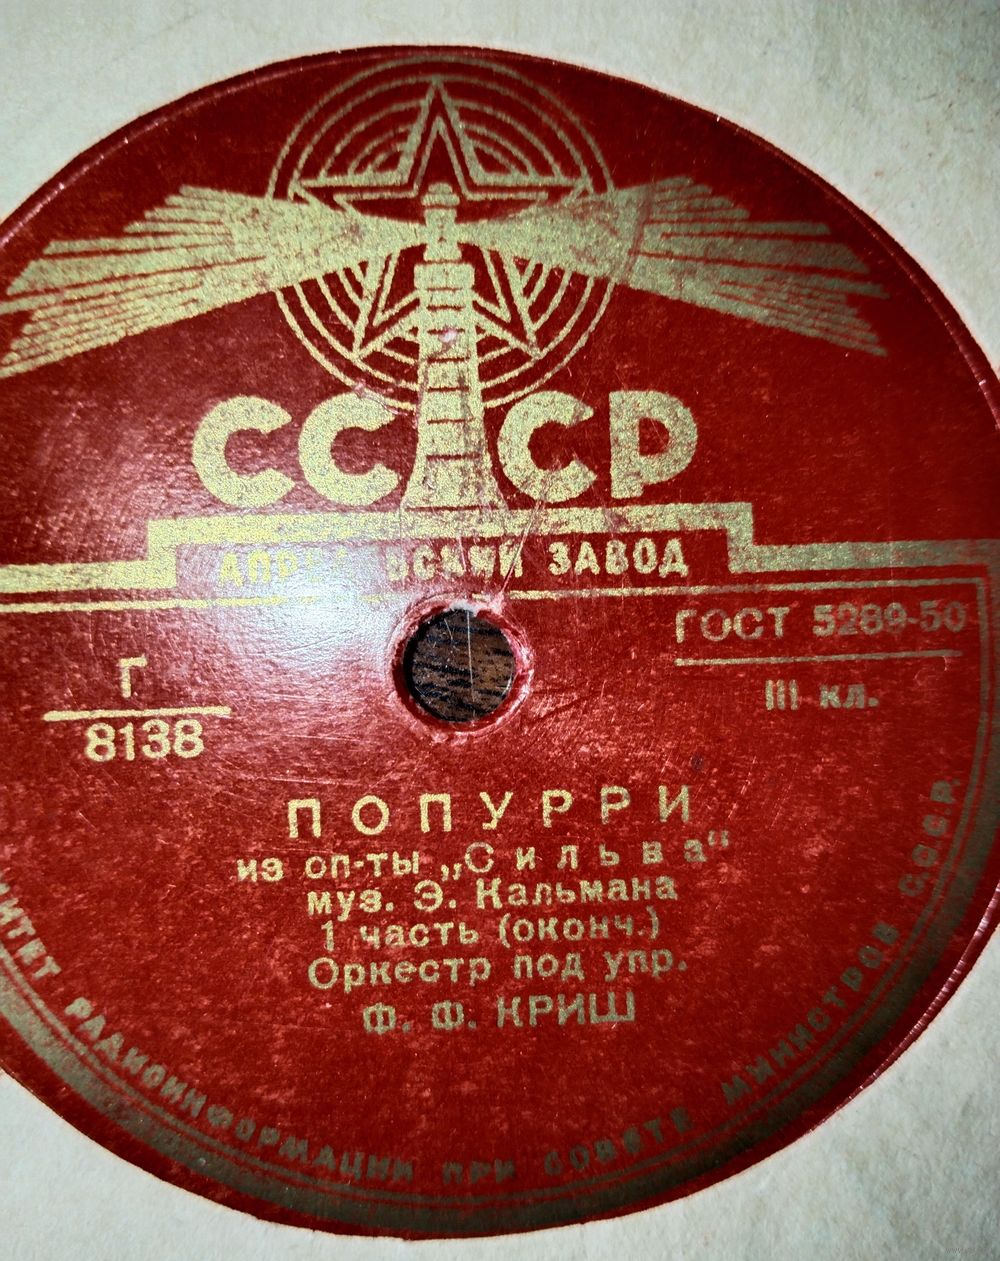 СССР
АПРЕЛЕВСКИЙ ЗАВОД
ГОСТ 5289-50
III кл.
Г
8138
ПОПУРРИ
из оп-ты „Сильва“
муз. Э. Кальмана
1 часть (оконч.)
Оркестр под упр.
Ф. Ф. КРИШ
РАДИОИНФОРМАЦИИ ПРИ СОВЕТЕ МИНИСТРОВ С.С.С.Р.